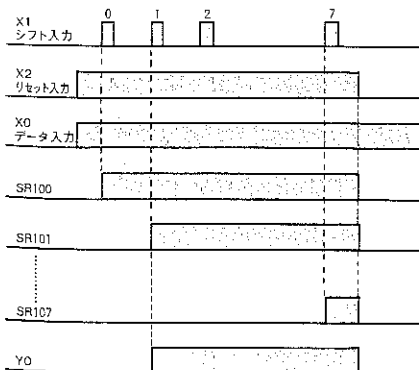 0 1 2 7
X1
シフト入力
X2
リセット入力
X0
データ入力
SR100
SR101
SR107
Y0